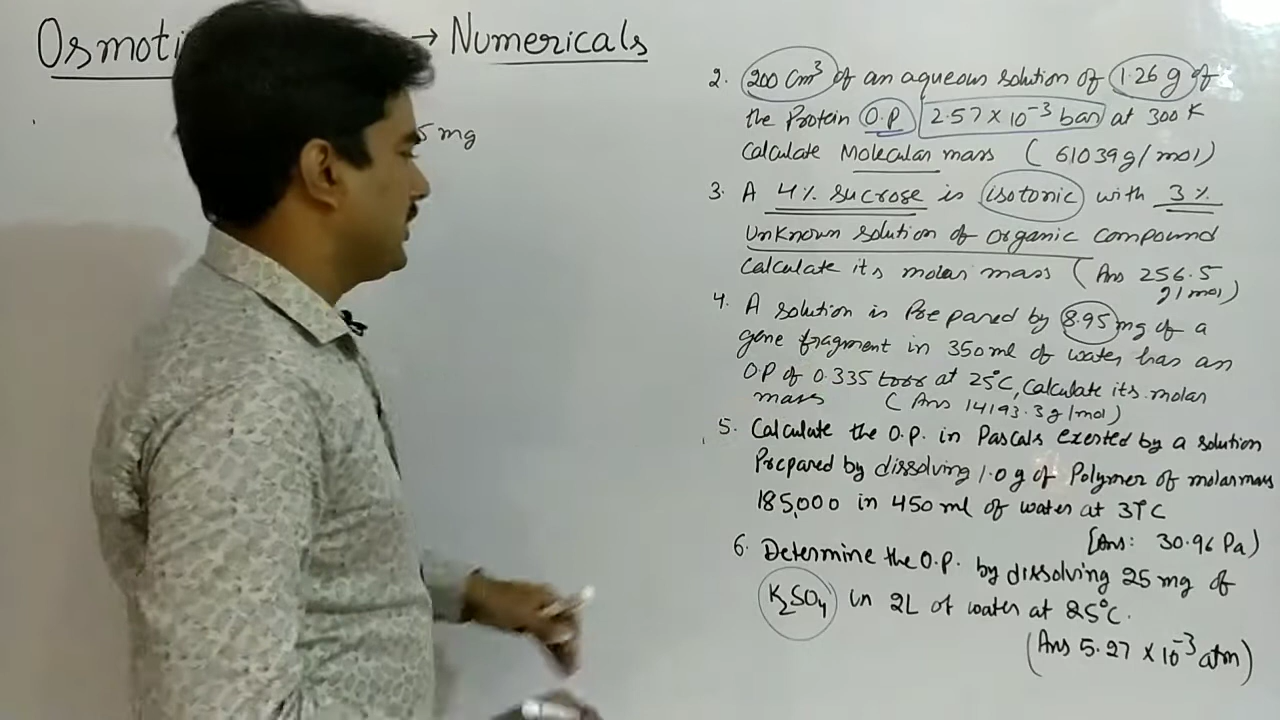 Osmoti → Numericals
5 mg
2. 200 cm³ of an aqueous solution of 1.26 g of
the Protein O.P 2.57 × 10⁻³ bar at 300 K
Calculate Molecular mass ( 61039 g/mol)
3. A 4% sucrose is isotonic with 3%
Unknown solution of organic compound
Calculate its molar mass (Ans 256.5
g/mol)
4. A solution is Prepared by 8.95 mg of a
gene fragment in 350 ml of water has an
O.P of 0.335 torr at 25°C, Calculate its molar
mass ( Ans 14193.3 g/mol)
5. Calculate the O.P. in Pascals exerted by a solution
Prepared by dissolving 1.0 g of Polymer of molar mass
185,000 in 450 ml of water at 37°C
[Ans: 30.96 Pa)
6. Determine the O.P. by dissolving 25 mg of
K₂SO₄ in 2L of water at 25°C.
(Ans 5.27 × 10⁻³ atm)